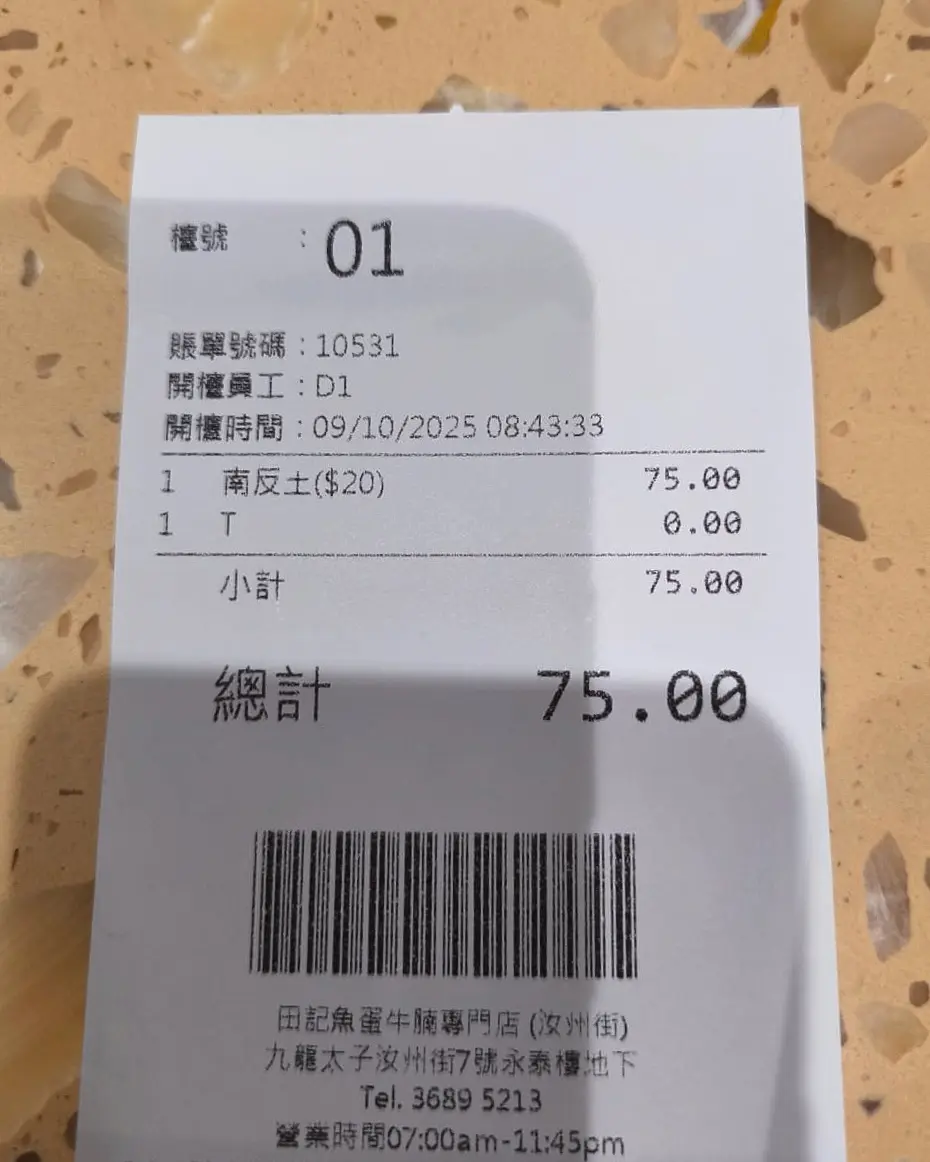 檯號 : 01
賬單號碼 : 10531
開檯員工 : D1
開檯時間 : 09/10/2025 08:43:33
1 南反土($20) 75.00
1 T 0.00
小計 75.00
總計 75.00
田記魚蛋牛腩專門店 (汝州街)
九龍太子汝州街7號永泰樓地下
Tel. 3689 5213
營業時間07:00am-11:45pm